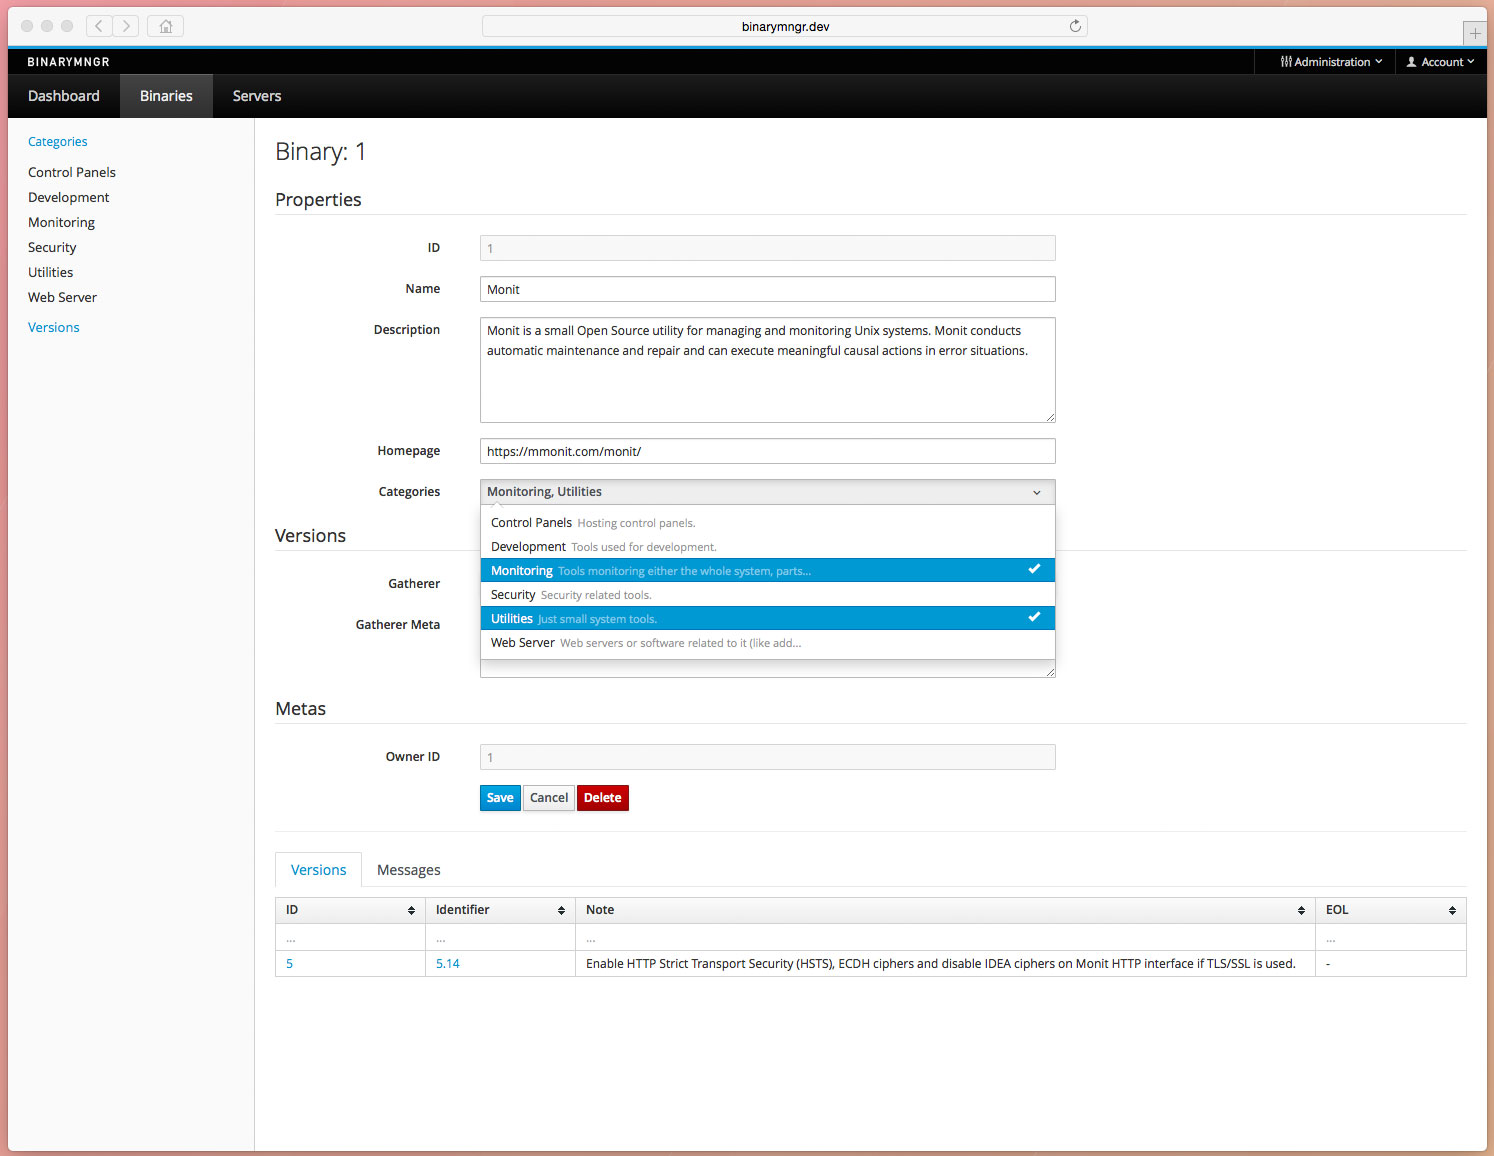 binarymngr.dev
BINARYMNGR
Administration
Account
Dashboard
Binaries
Servers
Categories
Control Panels
Development
Monitoring
Security
Utilities
Web Server
Versions
Binary: 1
Properties
ID
1
Name
Monit
Description
Monit is a small Open Source utility for managing and monitoring Unix systems. Monit conducts
automatic maintenance and repair and can execute meaningful causal actions in error situations.
Homepage
https://mmonit.com/monit/
Categories
Monitoring, Utilities
Control Panels Hosting control panels.
Development Tools used for development.
Monitoring Tools monitoring either the whole system, parts...
Security Security related tools.
Utilities Just small system tools.
Web Server Web servers or software related to it (like add...
Versions
Gatherer
Gatherer Meta
Metas
Owner ID
1
Save Cancel Delete
Versions Messages
ID Identifier Note EOL
... ... ... ...
5 5.14 Enable HTTP Strict Transport Security (HSTS), ECDH ciphers and disable IDEA ciphers on Monit HTTP interface if TLS/SSL is used. -